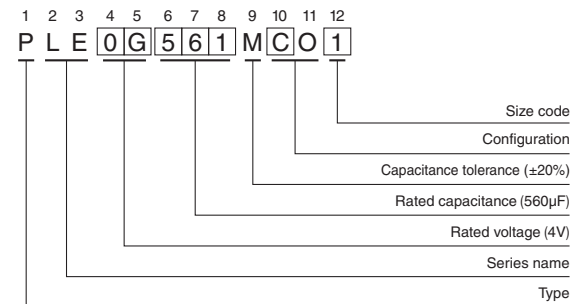 1 2 3 4 5 6 7 8 9 10 11 12
P L E 0 G 5 6 1 M C O 1
Size code
Configuration
Capacitance tolerance (±20%)
Rated capacitance (560μF)
Rated voltage (4V)
Series name
Type